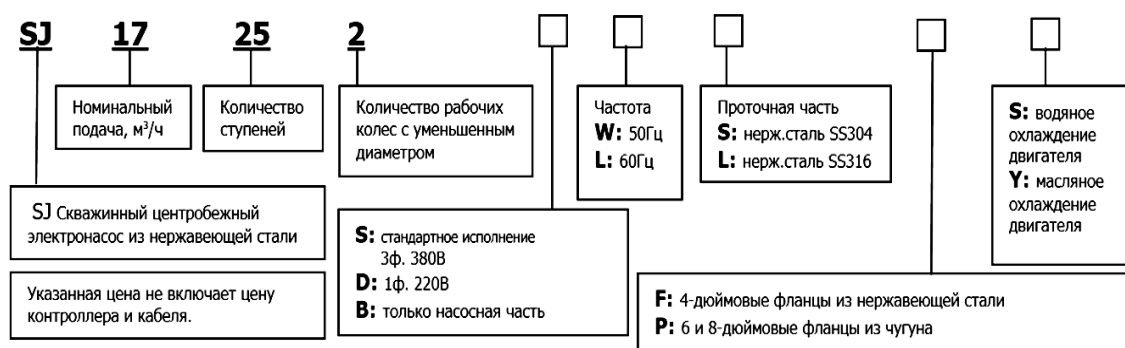 SJ 17 25 2
Номинальный
подача, м³/ч
Количество
ступеней
Количество рабочих
колес с уменьшенным
диаметром
Частота
W: 50Гц
L: 60Гц
Проточная часть
S: нерж.сталь SS304
L: нерж.сталь SS316
S: водяное
охлаждение
двигателя
Y: масляное
охлаждение
двигателя
SJ Скважинный центробежный
электронасос из нержавеющей стали
S: стандартное исполнение
3ф. 380В
D: 1ф. 220В
B: только насосная часть
Указанная цена не включает цену
контроллера и кабеля.
F: 4-дюймовые фланцы из нержавеющей стали
P: 6 и 8-дюймовые фланцы из чугуна